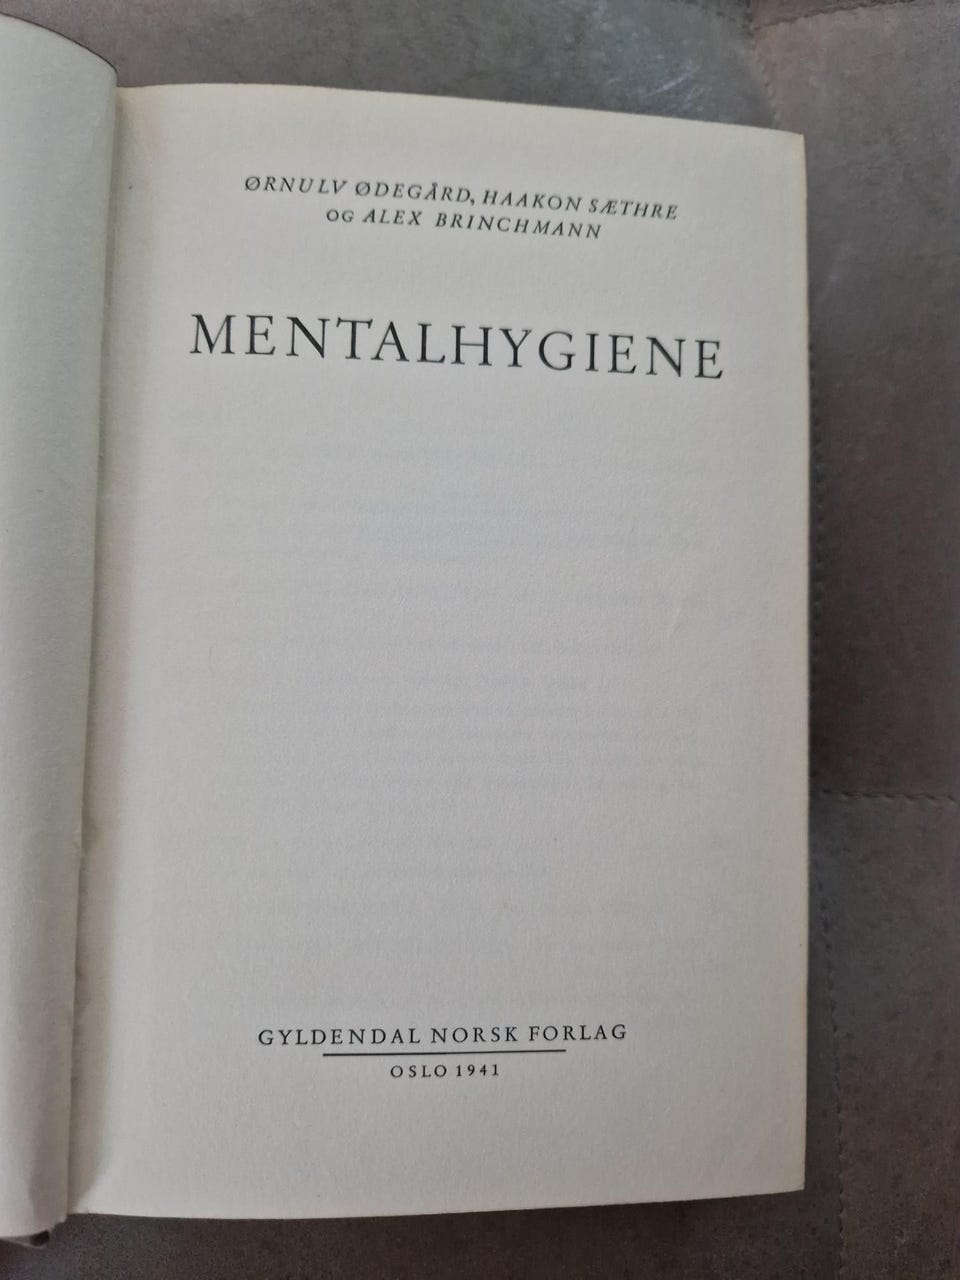 ØRNULV ØDEGÅRD, HAAKON SÆTHRE
OG ALEX BRINCHMANN
MENTALHYGIENE
GYLDENDAL NORSK FORLAG
OSLO 1941